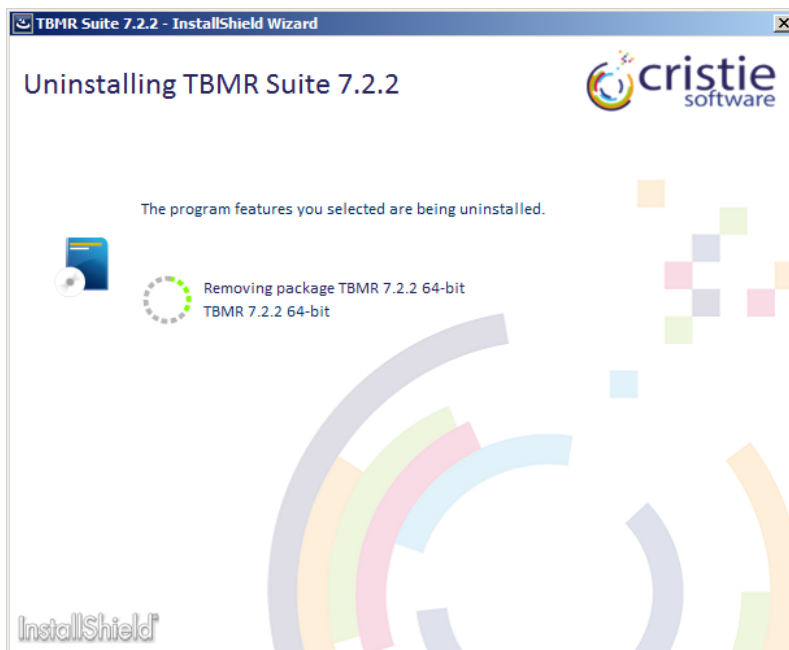 TBMR Suite 7.2.2 - InstallShield Wizard
Uninstalling TBMR Suite 7.2.2
cristie
software
The program features you selected are being uninstalled.
Removing package TBMR 7.2.2 64-bit
TBMR 7.2.2 64-bit
InstallShield®